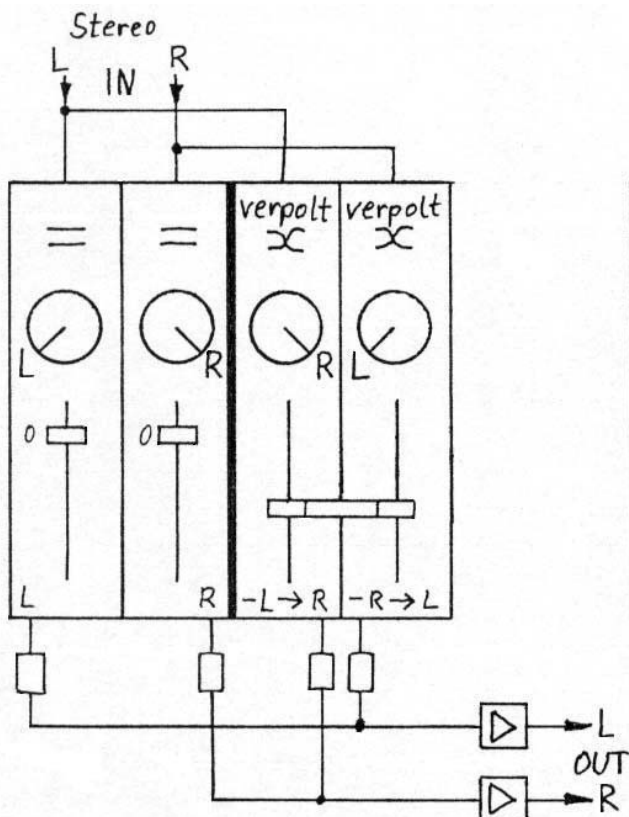 Stereo
L R
IN
verpolt verpolt
L R R L
0 0
L R -L→R -R→L
L
OUT
R